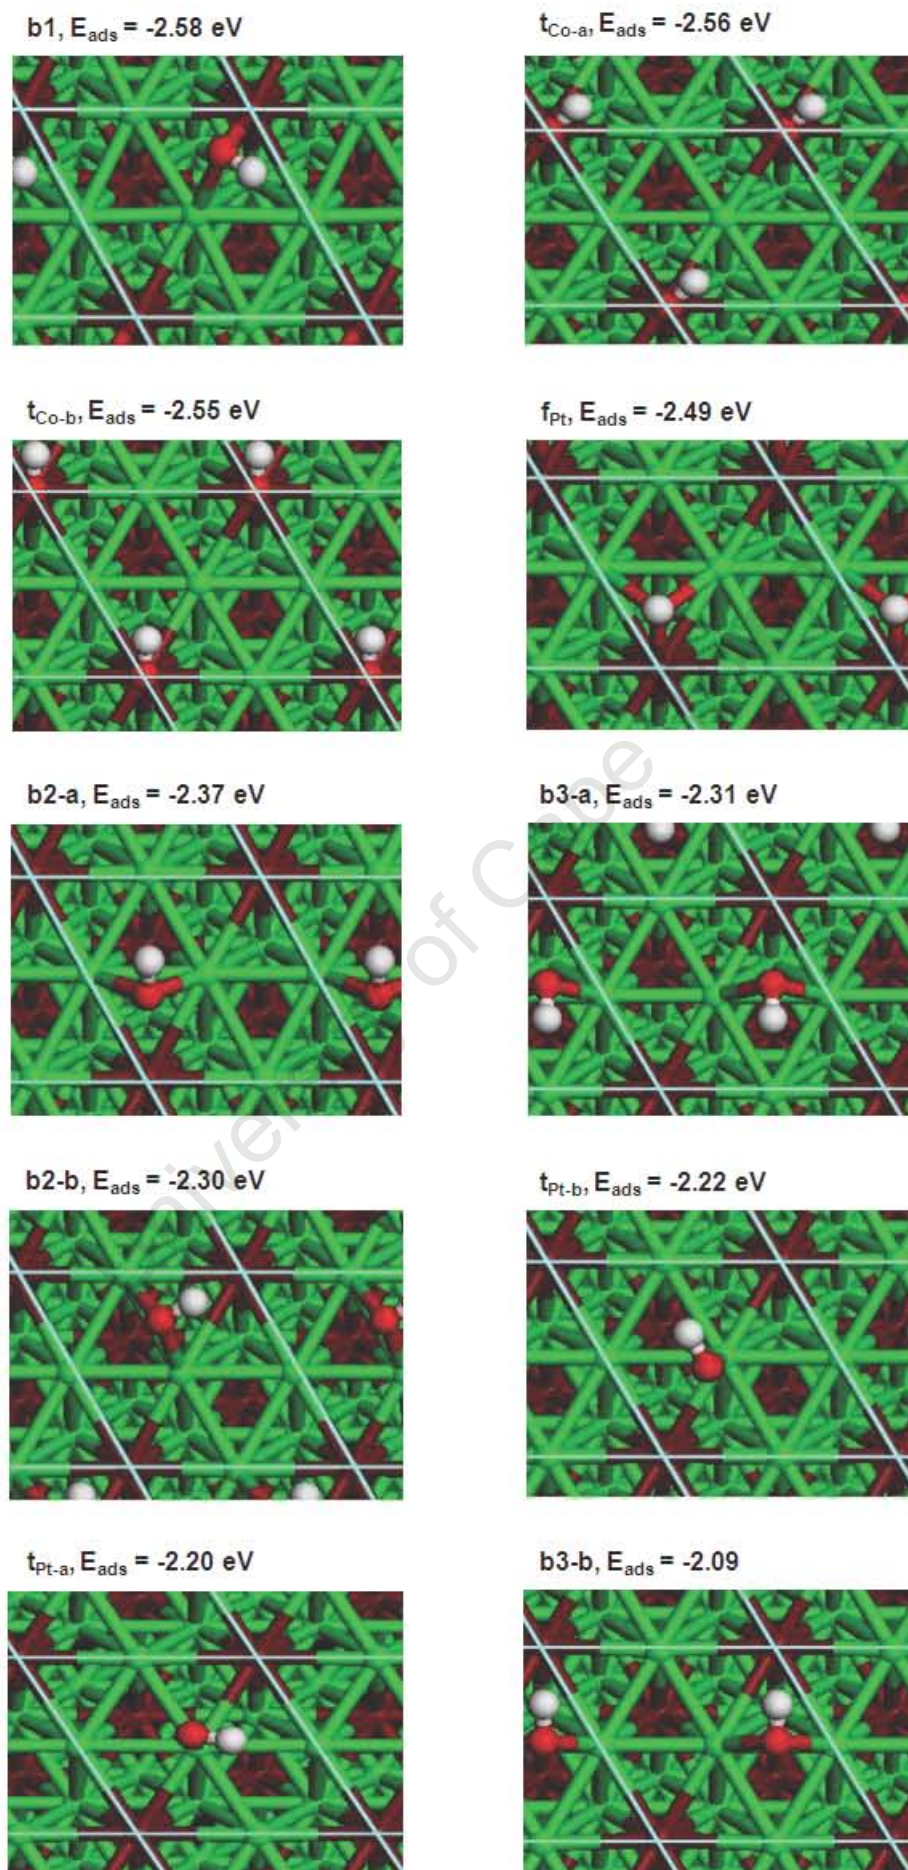 b1, Eads = -2.58 eV
tCo-a, Eads = -2.56 eV
tCo-b, Eads = -2.55 eV
fPt, Eads = -2.49 eV
b2-a, Eads = -2.37 eV
b3-a, Eads = -2.31 eV
b2-b, Eads = -2.30 eV
tPt-b, Eads = -2.22 eV
tPt-a, Eads = -2.20 eV
b3-b, Eads = -2.09
of Cape